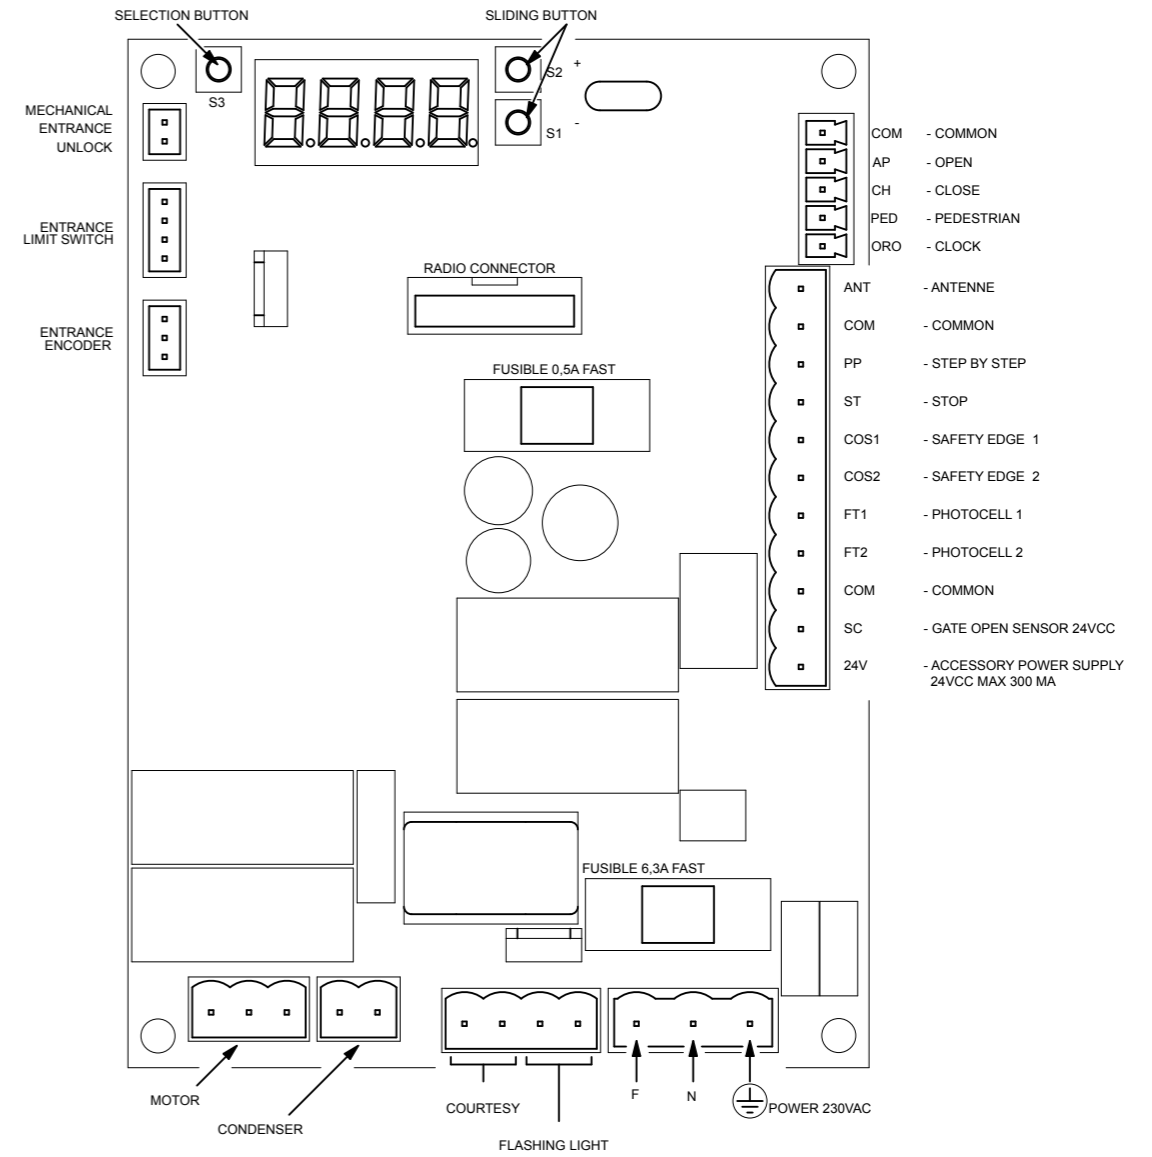 SELECTION BUTTON
SLIDING BUTTON
S3
S2 +
S1 -
MECHANICAL
ENTRANCE
UNLOCK
ENTRANCE
LIMIT SWITCH
ENTRANCE
ENCODER
8.8.8.8.
RADIO CONNECTOR
FUSIBLE 0,5A FAST
COM - COMMON
AP - OPEN
CH - CLOSE
PED - PEDESTRIAN
ORO - CLOCK
ANT - ANTENNE
COM - COMMON
PP - STEP BY STEP
ST - STOP
COS1 - SAFETY EDGE 1
COS2 - SAFETY EDGE 2
FT1 - PHOTOCELL 1
FT2 - PHOTOCELL 2
COM - COMMON
SC - GATE OPEN SENSOR 24VCC
24V - ACCESSORY POWER SUPPLY
24VCC MAX 300 MA
FUSIBLE 6,3A FAST
MOTOR
CONDENSER
COURTESY
FLASHING LIGHT
F
N
POWER 230VAC